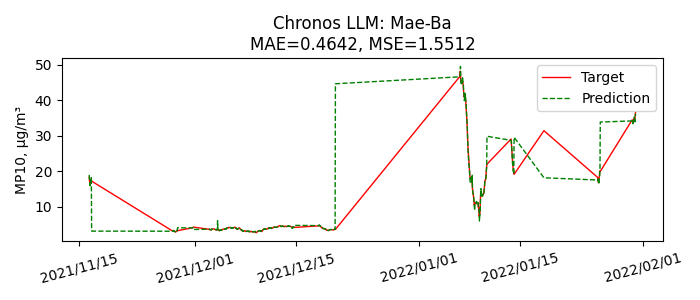 Chronos LLM: Mae-Ba
MAE=0.4642, MSE=1.5512
MP10, μg/m³
50
40
30
20
10
Target
Prediction
2021/11/15
2021/12/01
2021/12/15
2022/01/01
2022/01/15
2022/02/01